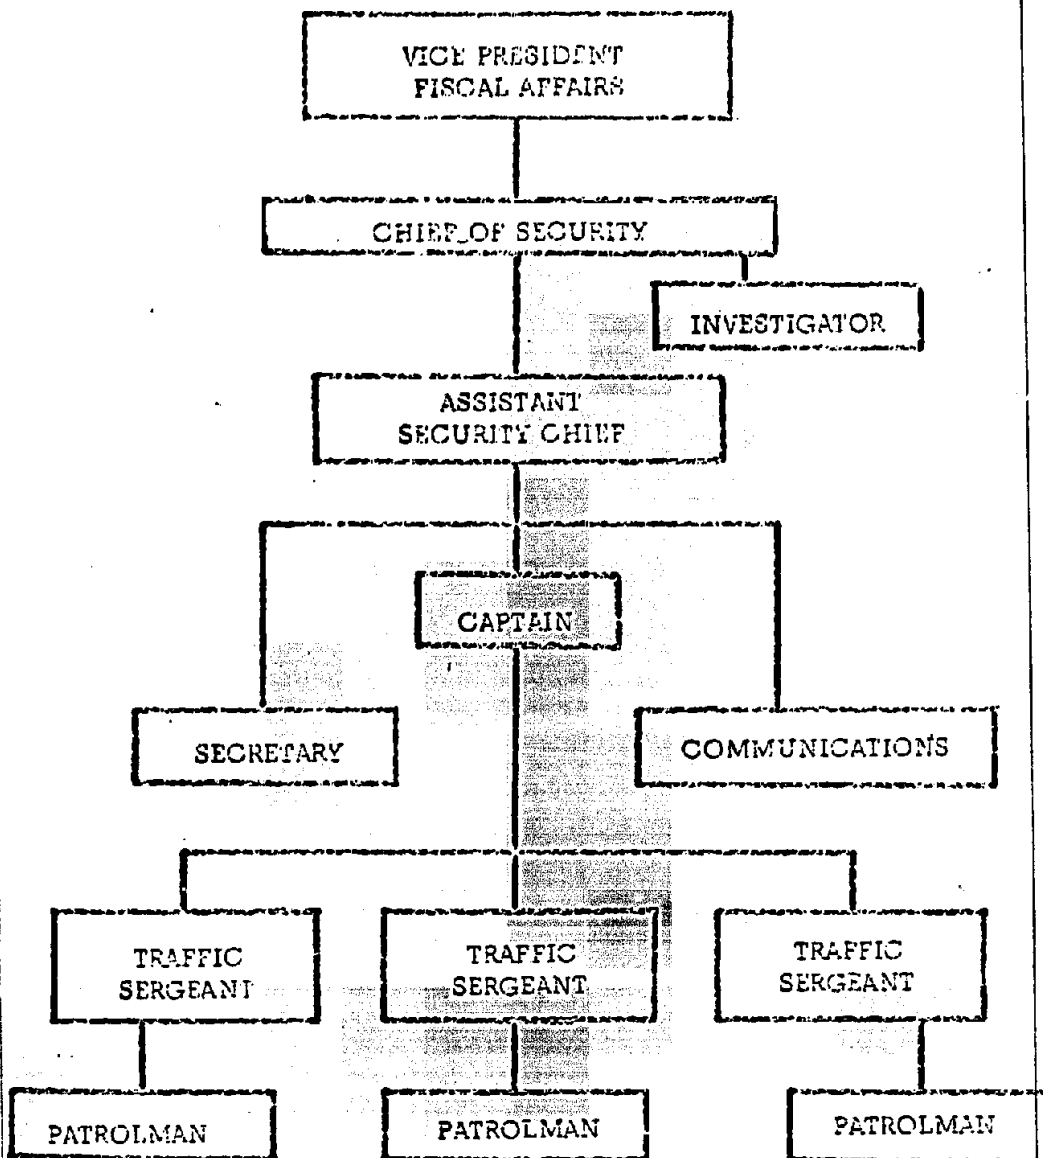 VICE PRESIDENT
FISCAL AFFAIRS
CHIEF OF SECURITY
INVESTIGATOR
ASSISTANT
SECURITY CHIEF
CAPTAIN
SECRETARY
COMMUNICATIONS
TRAFFIC
SERGEANT
TRAFFIC
SERGEANT
TRAFFIC
SERGEANT
PATROLMAN
PATROLMAN
PATROLMAN